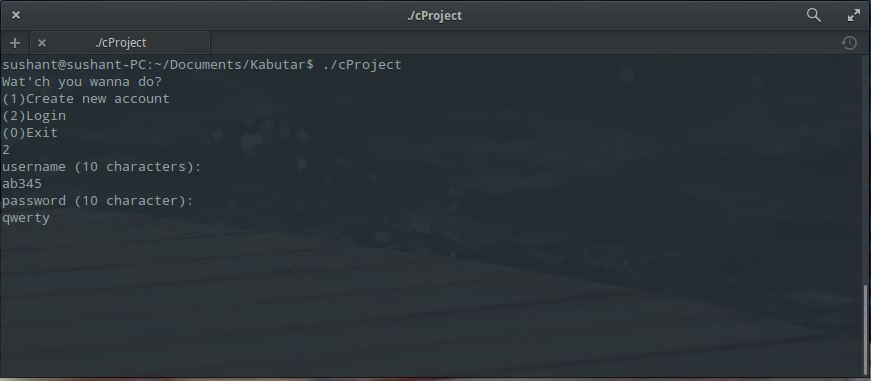 ./cProject
./cProject
sushant@sushant-PC:~/Documents/Kabutar$ ./cProject
Wat'ch you wanna do?
(1)Create new account
(2)Login
(0)Exit
2
username (10 characters):
ab345
password (10 character):
qwerty